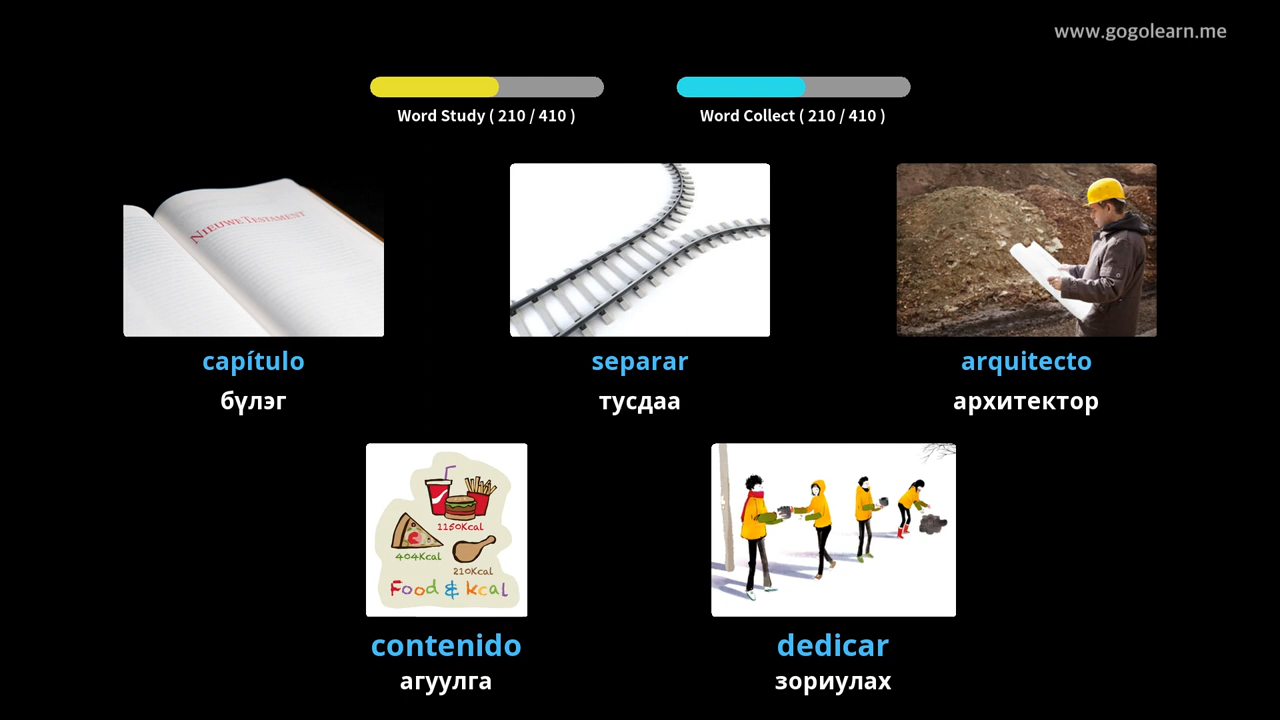 www.gogolearn.me
Word Study ( 210 / 410 )
Word Collect ( 210 / 410 )
NIEUWE TESTAMENT
capítulo
бүлэг
separar
тусдаа
arquitecto
архитектор
1150Kcal
404Kcal
210Kcal
Food & kcal
contenido
агуулга
dedicar
зориулах